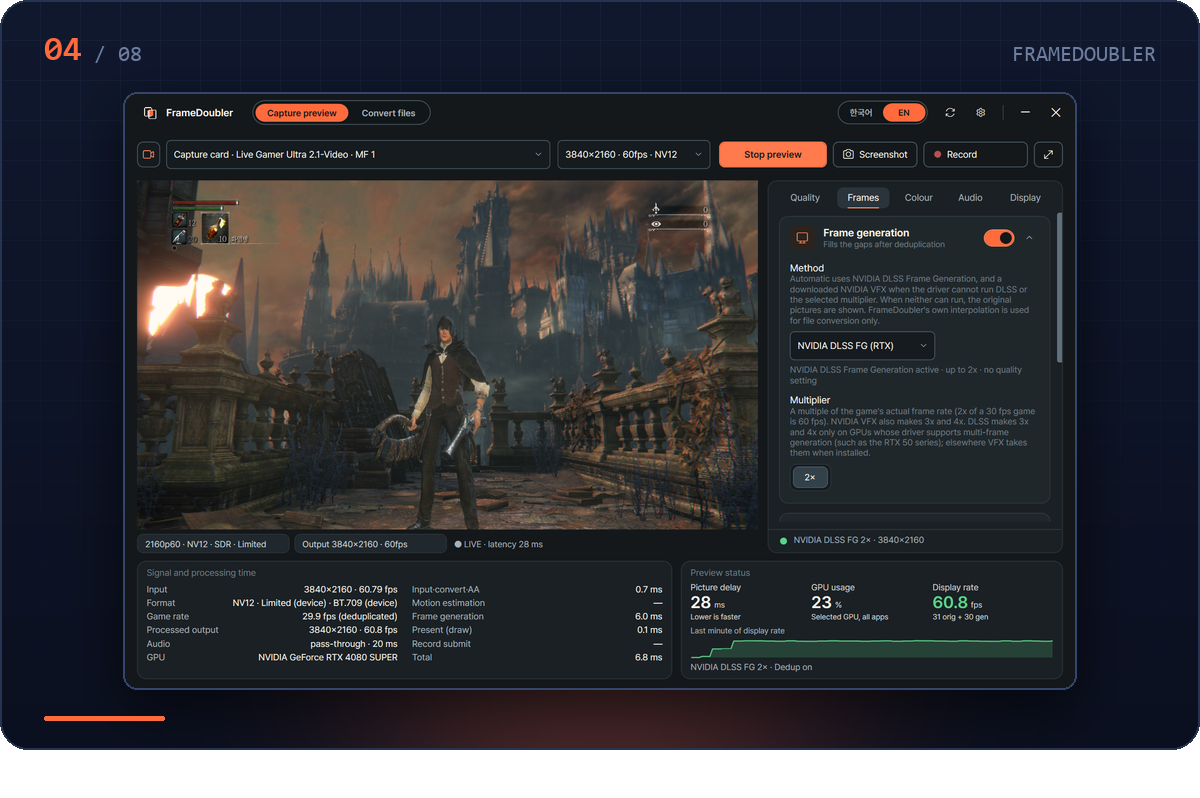 04 / 08
FRAMEDOUBLER
FrameDoubler
Capture preview
Convert files
한국어
EN
Capture card · Live Gamer Ultra 2.1-Video · MF 1
3840×2160 · 60fps · NV12
Stop preview
Screenshot
Record
12
20
10
0
0
Quality
Frames
Colour
Audio
Display
Frame generation
Fills the gaps after deduplication
Method
Automatic uses NVIDIA DLSS Frame Generation, and a
downloaded NVIDIA VFX when the driver cannot run DLSS or
the selected multiplier. When neither can run, the original
pictures are shown. FrameDoubler's own interpolation is used
for file conversion only.
NVIDIA DLSS FG (RTX)
NVIDIA DLSS Frame Generation active · up to 2x · no quality
setting
Multiplier
A multiple of the game's actual frame rate (2x of a 30 fps game
is 60 fps). NVIDIA VFX also makes 3x and 4x. DLSS makes 3x
and 4x only on GPUs whose driver supports multi-frame
generation (such as the RTX 50 series); elsewhere VFX takes
them when installed.
2×
NVIDIA DLSS FG 2× · 3840×2160
2160p60 · NV12 · SDR · Limited
Output 3840×2160 · 60fps
LIVE · latency 28 ms
Signal and processing time
Input 3840×2160 · 60.79 fps
Format NV12 · Limited (device) · BT.709 (device)
Game rate 29.9 fps (deduplicated)
Processed output 3840×2160 · 60.8 fps
Audio pass-through · 20 ms
GPU NVIDIA GeForce RTX 4080 SUPER
Input·convert·AA 0.7 ms
Motion estimation —
Frame generation 6.0 ms
Present (draw) 0.1 ms
Record submit —
Total 6.8 ms
Preview status
Picture delay
28 ms
Lower is faster
GPU usage
23 %
Selected GPU, all apps
Display rate
60.8 fps
31 orig + 30 gen
Last minute of display rate
NVIDIA DLSS FG 2× · Dedup on